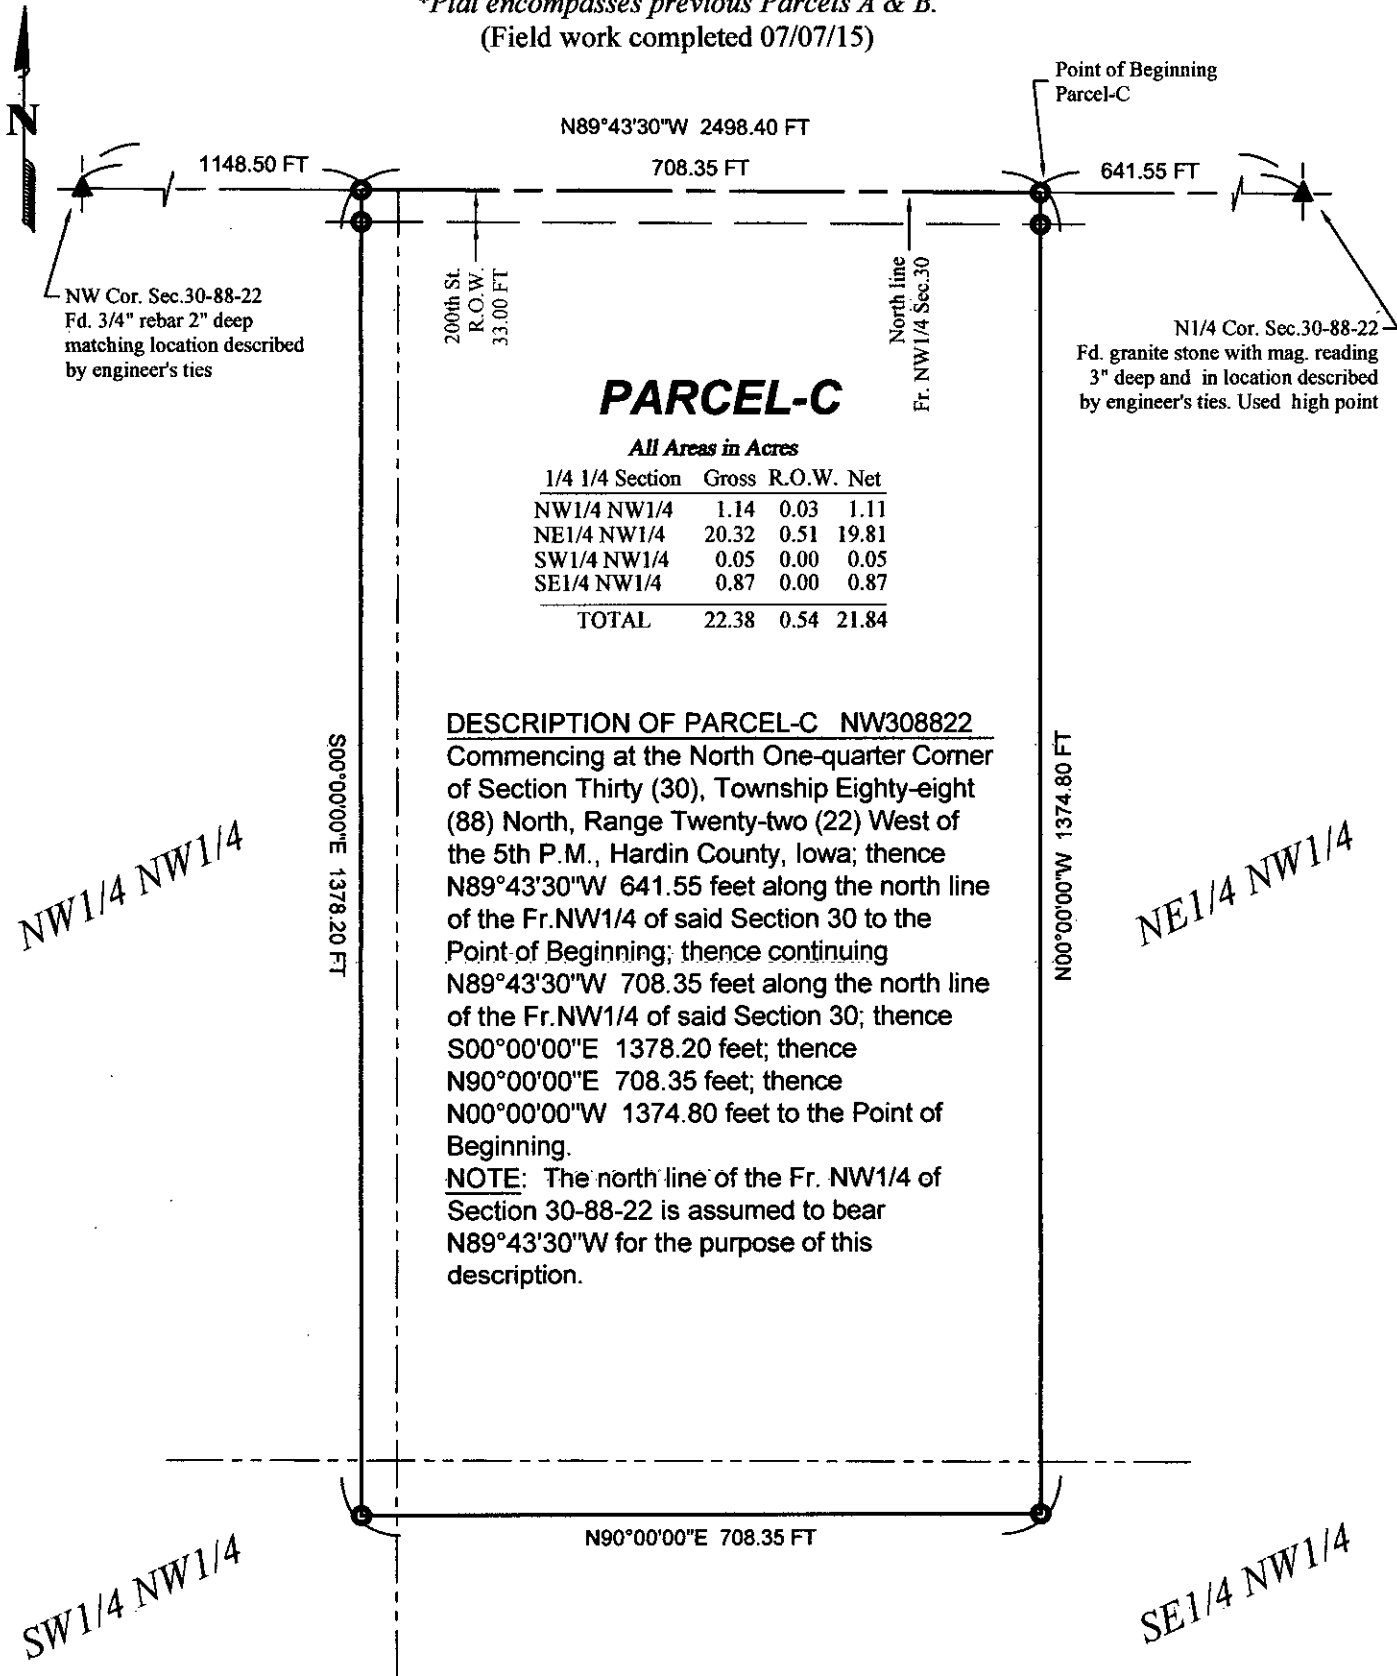 *Plat encompasses previous Parcels A & B.
(Field work completed 07/07/15)
Point of Beginning
Parcel-C
N
N89°43'30"W 2498.40 FT
1148.50 FT
708.35 FT
641.55 FT
NW Cor. Sec.30-88-22
Fd. 3/4" rebar 2" deep
matching location described
by engineer's ties
200th St.
R.O.W.
33.00 FT
North line
Fr. NW1/4 Sec.30
N1/4 Cor. Sec.30-88-22
Fd. granite stone with mag. reading
3" deep and in location described
by engineer's ties. Used high point
PARCEL-C
All Areas in Acres
1/4 1/4 Section Gross R.O.W. Net
NW1/4 NW1/4 1.14 0.03 1.11
NE1/4 NW1/4 20.32 0.51 19.81
SW1/4 NW1/4 0.05 0.00 0.05
SE1/4 NW1/4 0.87 0.00 0.87
TOTAL 22.38 0.54 21.84
DESCRIPTION OF PARCEL-C NW308822
Commencing at the North One-quarter Corner
of Section Thirty (30), Township Eighty-eight
(88) North, Range Twenty-two (22) West of
the 5th P.M., Hardin County, Iowa; thence
N89°43'30"W 641.55 feet along the north line
of the Fr.NW1/4 of said Section 30 to the
Point of Beginning; thence continuing
N89°43'30"W 708.35 feet along the north line
of the Fr.NW1/4 of said Section 30; thence
S00°00'00"E 1378.20 feet; thence
N90°00'00"E 708.35 feet; thence
N00°00'00"W 1374.80 feet to the Point of
Beginning.
NOTE: The north line of the Fr. NW1/4 of
Section 30-88-22 is assumed to bear
N89°43'30"W for the purpose of this
description.
S00°00'00"E 1378.20 FT
N00°00'00"W 1374.80 FT
NW1/4 NW1/4
NE1/4 NW1/4
N90°00'00"E 708.35 FT
SW1/4 NW1/4
SE1/4 NW1/4